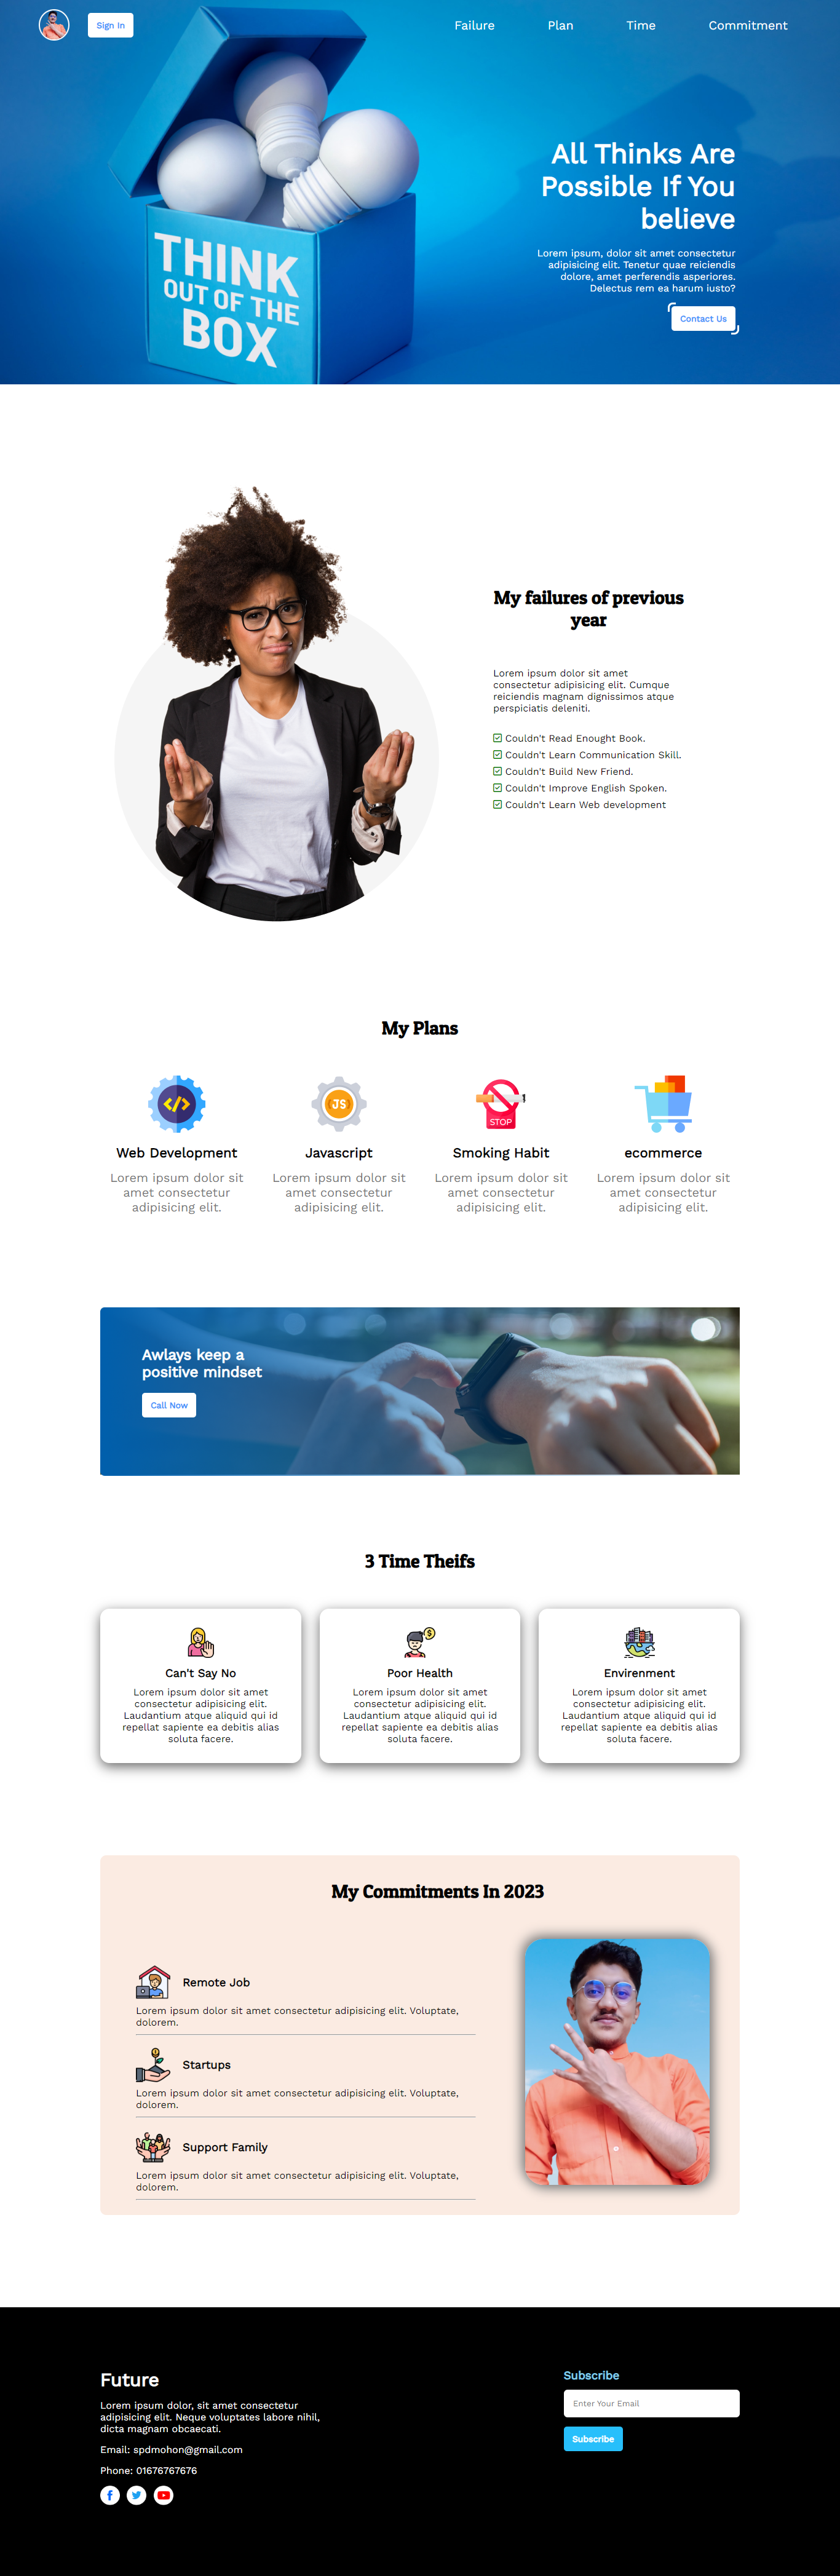 Sign In
Failure Plan Time Commitment
THINK
OUT OF THE
BOX
All Thinks Are
Possible If You
believe
Lorem ipsum, dolor sit amet consectetur
adipisicing elit. Tenetur quae reiciendis
dolore, amet perferendis asperiores.
Delectus rem ea harum iusto?
Contact Us
My failures of previous
year
Lorem ipsum dolor sit amet
consectetur adipisicing elit. Cumque
reiciendis magnam dignissimos atque
perspiciatis deleniti.
Couldn't Read Enought Book.
Couldn't Learn Communication Skill.
Couldn't Build New Friend.
Couldn't Improve English Spoken.
Couldn't Learn Web development
My Plans
JS
STOP
Web Development
Lorem ipsum dolor sit
amet consectetur
adipisicing elit.
Javascript
Lorem ipsum dolor sit
amet consectetur
adipisicing elit.
Smoking Habit
Lorem ipsum dolor sit
amet consectetur
adipisicing elit.
ecommerce
Lorem ipsum dolor sit
amet consectetur
adipisicing elit.
Awlays keep a
positive mindset
Call Now
3 Time Theifs
Can't Say No
Lorem ipsum dolor sit amet
consectetur adipisicing elit.
Laudantium atque aliquid qui id
repellat sapiente ea debitis alias
soluta facere.
Poor Health
Lorem ipsum dolor sit amet
consectetur adipisicing elit.
Laudantium atque aliquid qui id
repellat sapiente ea debitis alias
soluta facere.
Envirenment
Lorem ipsum dolor sit amet
consectetur adipisicing elit.
Laudantium atque aliquid qui id
repellat sapiente ea debitis alias
soluta facere.
My Commitments In 2023
Remote Job
Lorem ipsum dolor sit amet consectetur adipisicing elit. Voluptate,
dolorem.
Startups
Lorem ipsum dolor sit amet consectetur adipisicing elit. Voluptate,
dolorem.
Support Family
Lorem ipsum dolor sit amet consectetur adipisicing elit. Voluptate,
dolorem.
Future
Lorem ipsum dolor, sit amet consectetur
adipisicing elit. Neque voluptates labore nihil,
dicta magnam obcaecati.
Email: spdmohon@gmail.com
Phone: 01676767676
Subscribe
Enter Your Email
Subscribe